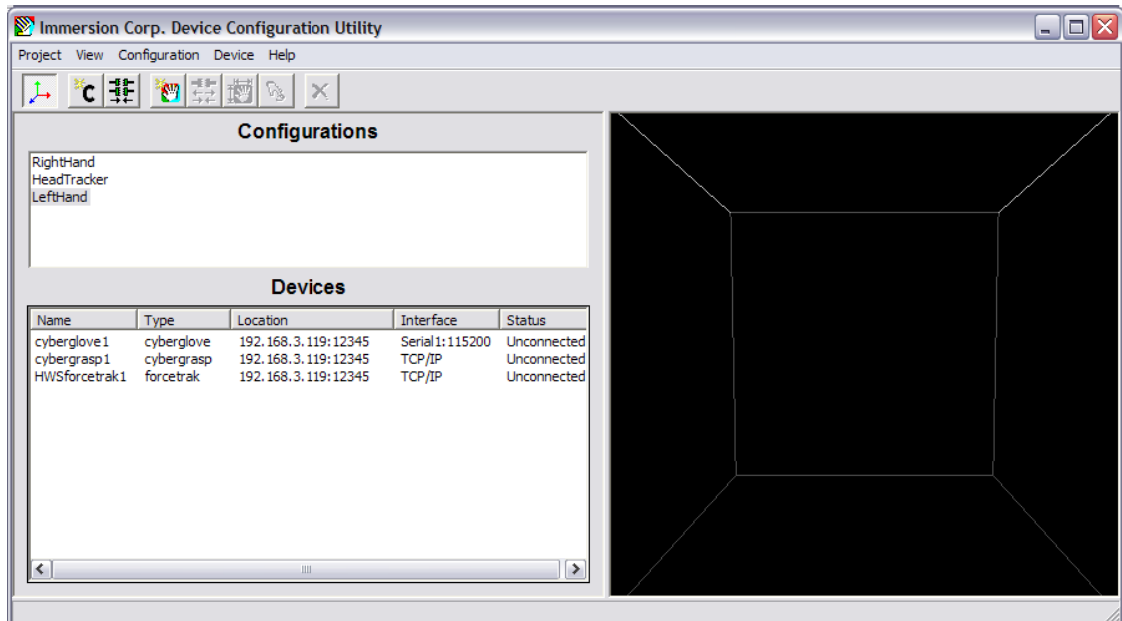 Immersion Corp. Device Configuration Utility
Project View Configuration Device Help
C
Configurations
RightHand
HeadTracker
LeftHand
Devices
Name Type Location Interface Status
cyberglove1 cyberglove 192.168.3.119:12345 Serial1:115200 Unconnected
cybergrasp1 cybergrasp 192.168.3.119:12345 TCP/IP Unconnected
HWSforcetrak1 forcetrak 192.168.3.119:12345 TCP/IP Unconnected